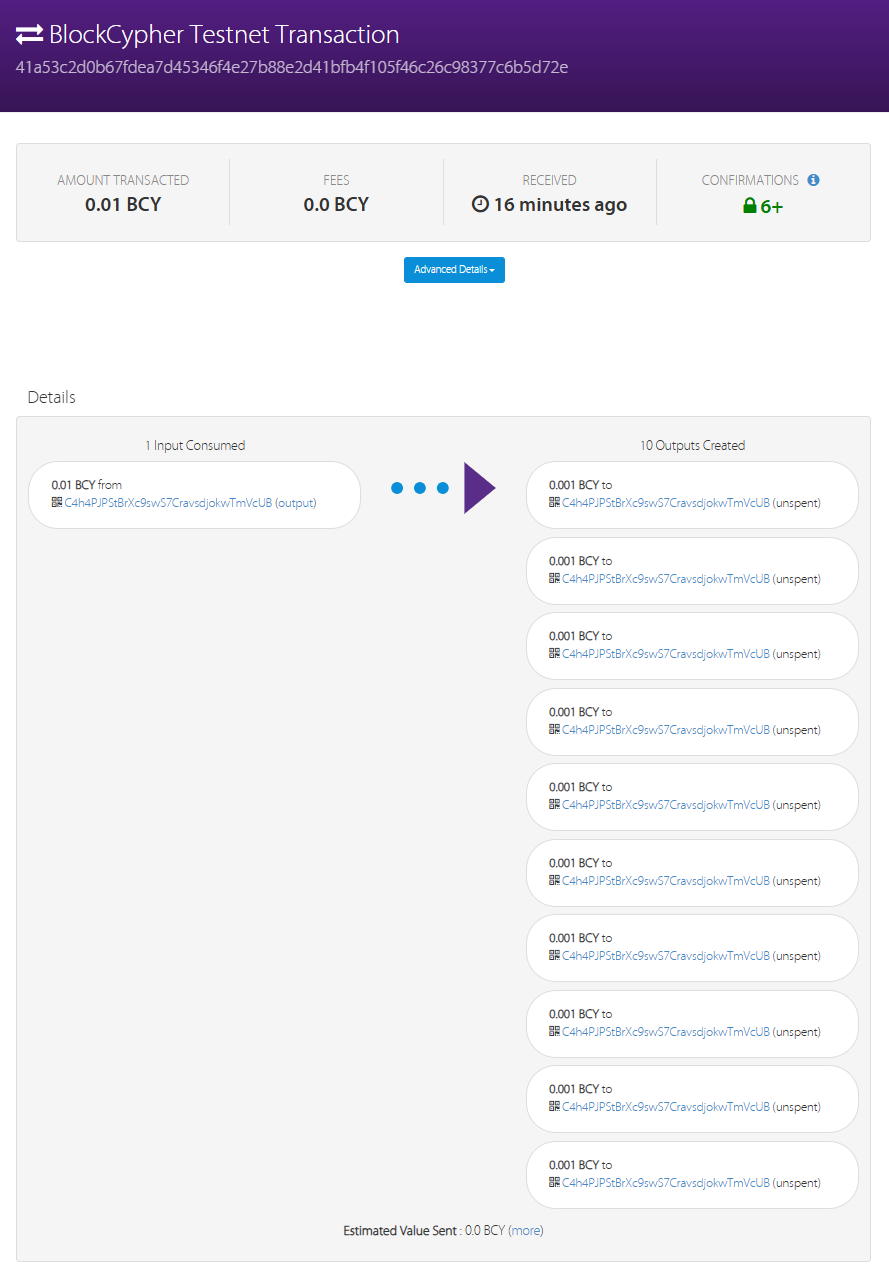 BlockCypher Testnet Transaction
41a53c2d0b67fdea7d45346f4e27b88e2d41bfb4f105f46c26c98377c6b5d72e
AMOUNT TRANSACTED
0.01 BCY
FEES
0.0 BCY
RECEIVED
16 minutes ago
CONFIRMATIONS
6+
Advanced Details
Details
1 Input Consumed
0.01 BCY from
C4h4PJPStBrXc9swS7CravsdjokwTmVcUB (output)
10 Outputs Created
0.001 BCY to
C4h4PJPStBrXc9swS7CravsdjokwTmVcUB (unspent)
0.001 BCY to
C4h4PJPStBrXc9swS7CravsdjokwTmVcUB (unspent)
0.001 BCY to
C4h4PJPStBrXc9swS7CravsdjokwTmVcUB (unspent)
0.001 BCY to
C4h4PJPStBrXc9swS7CravsdjokwTmVcUB (unspent)
0.001 BCY to
C4h4PJPStBrXc9swS7CravsdjokwTmVcUB (unspent)
0.001 BCY to
C4h4PJPStBrXc9swS7CravsdjokwTmVcUB (unspent)
0.001 BCY to
C4h4PJPStBrXc9swS7CravsdjokwTmVcUB (unspent)
0.001 BCY to
C4h4PJPStBrXc9swS7CravsdjokwTmVcUB (unspent)
0.001 BCY to
C4h4PJPStBrXc9swS7CravsdjokwTmVcUB (unspent)
0.001 BCY to
C4h4PJPStBrXc9swS7CravsdjokwTmVcUB (unspent)
Estimated Value Sent : 0.0 BCY (more)